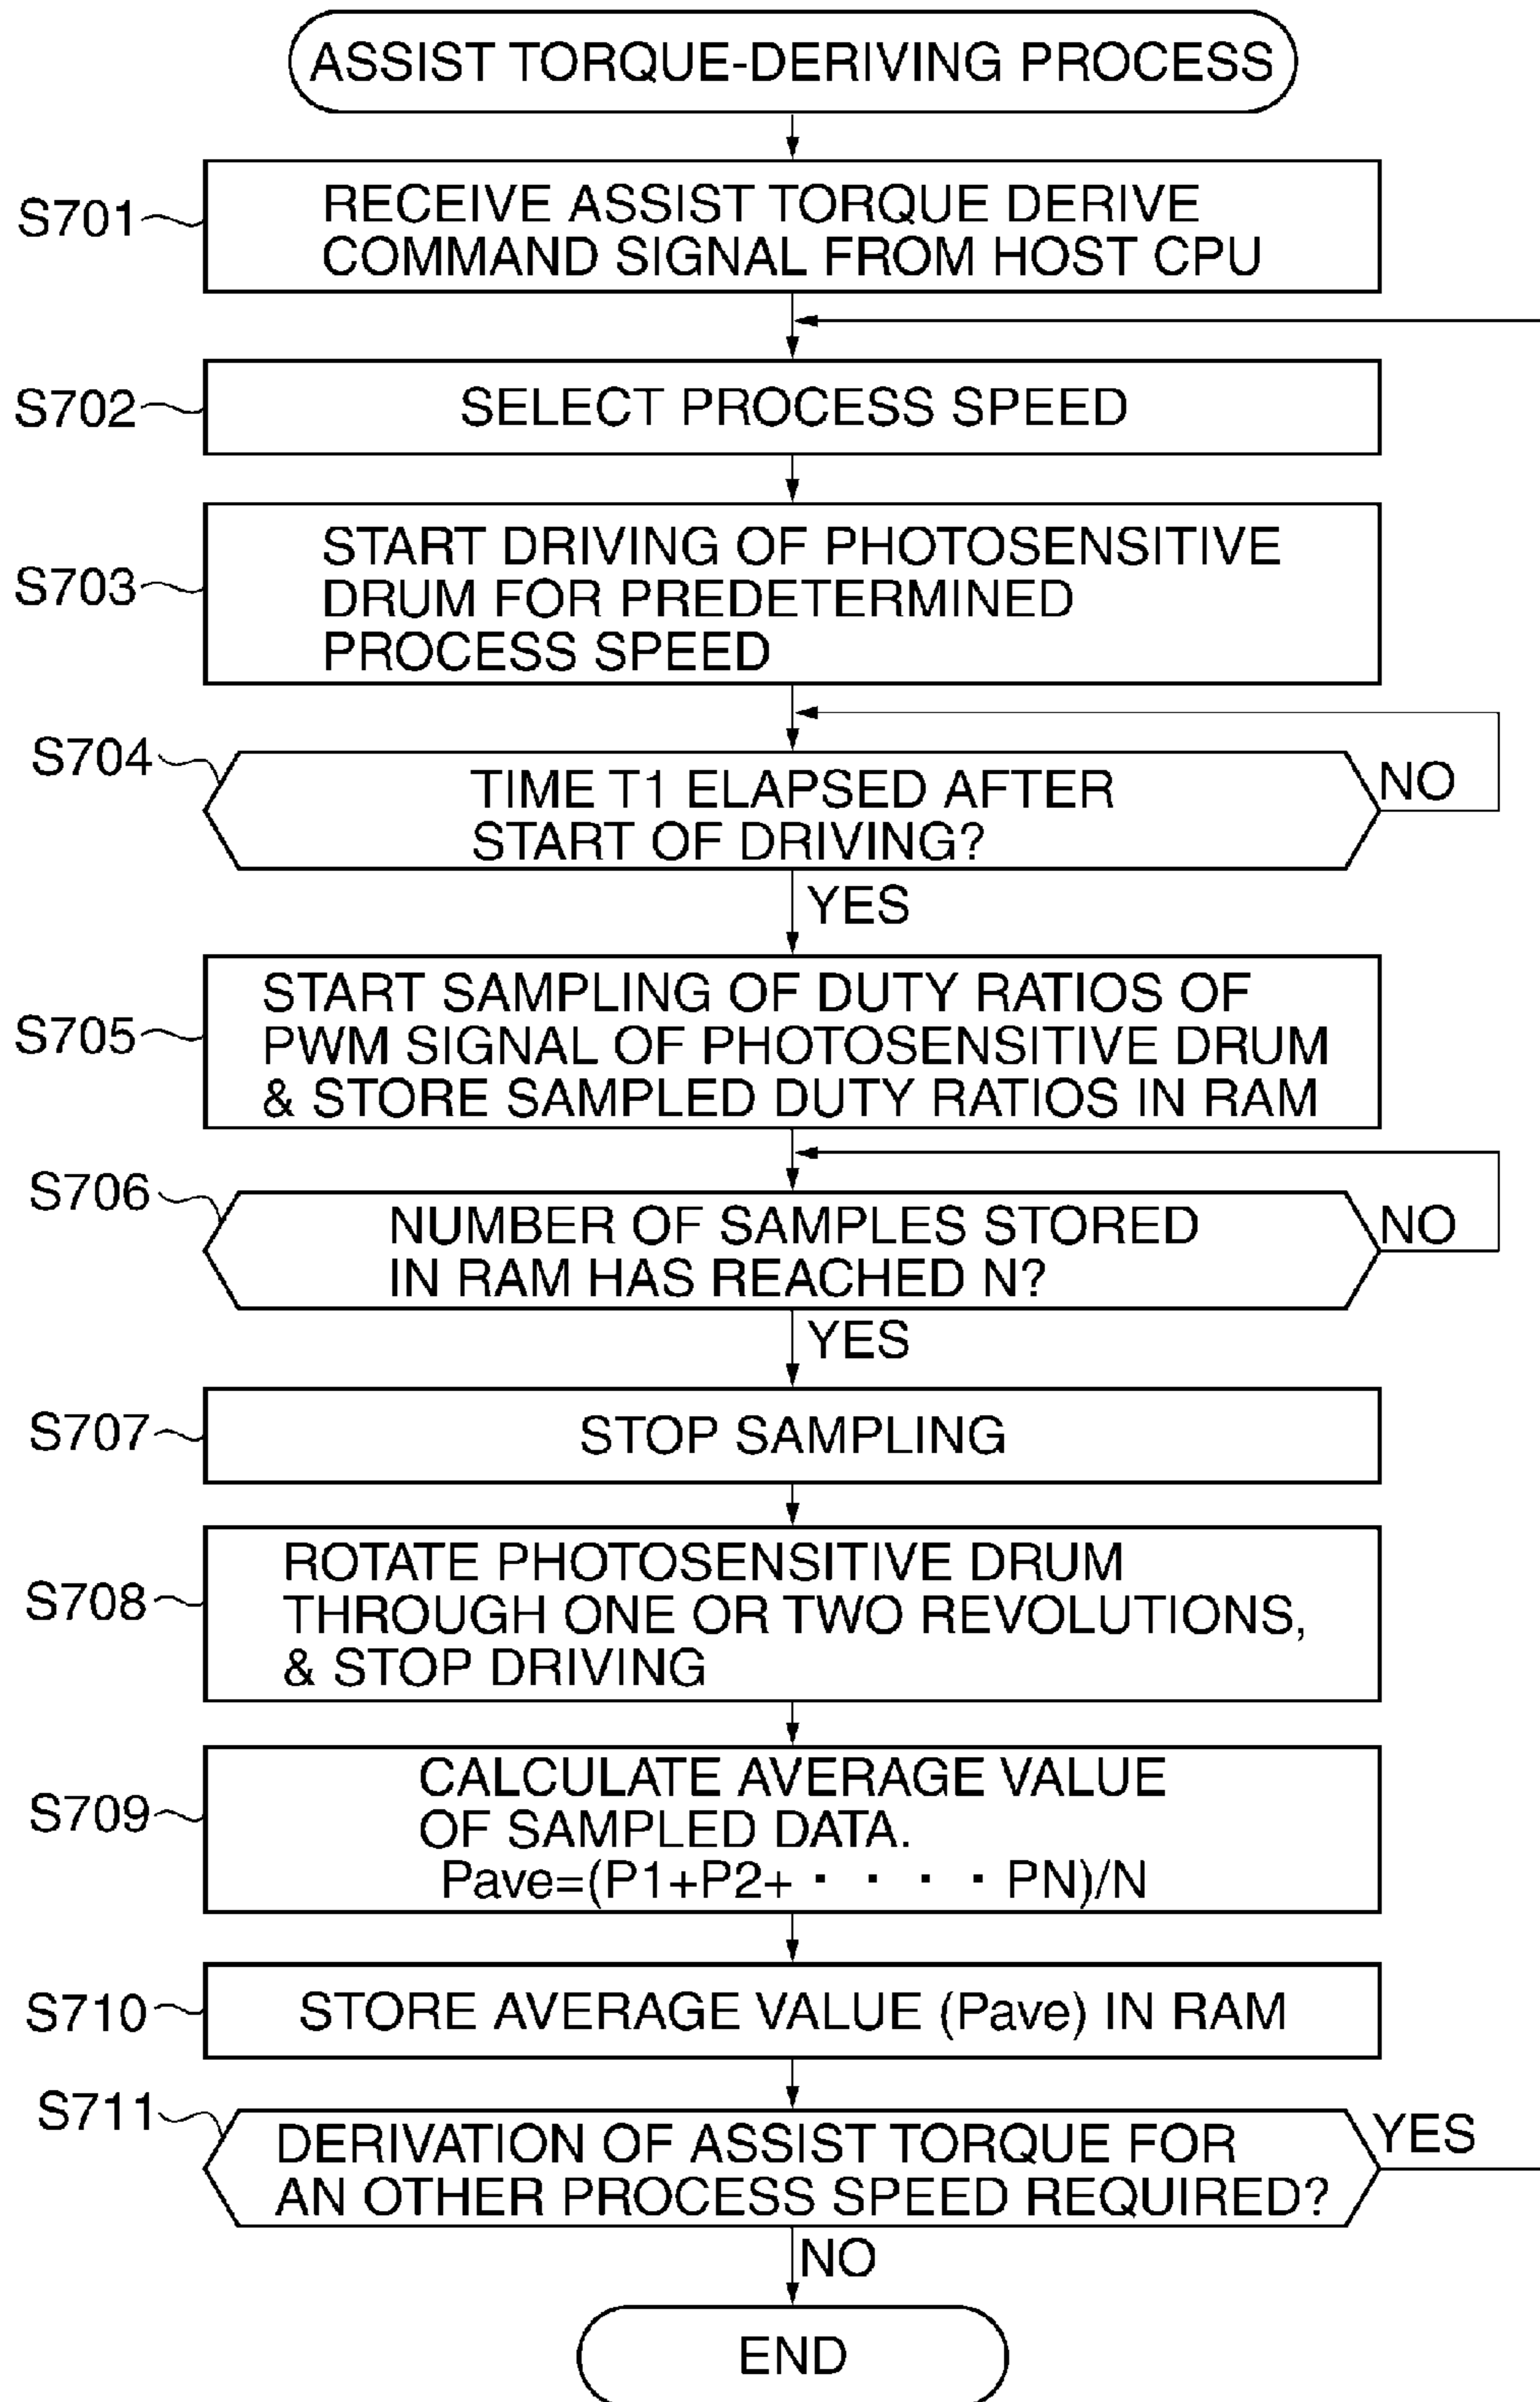 ASSIST TORQUE-DERIVING PROCESS
S701
RECEIVE ASSIST TORQUE DERIVE
COMMAND SIGNAL FROM HOST CPU
S702
SELECT PROCESS SPEED
S703
START DRIVING OF PHOTOSENSITIVE
DRUM FOR PREDETERMINED
PROCESS SPEED
S704
TIME T1 ELAPSED AFTER
START OF DRIVING?
NO
YES
S705
START SAMPLING OF DUTY RATIOS OF
PWM SIGNAL OF PHOTOSENSITIVE DRUM
& STORE SAMPLED DUTY RATIOS IN RAM
S706
NUMBER OF SAMPLES STORED
IN RAM HAS REACHED N?
NO
YES
S707
STOP SAMPLING
S708
ROTATE PHOTOSENSITIVE DRUM
THROUGH ONE OR TWO REVOLUTIONS,
& STOP DRIVING
S709
CALCULATE AVERAGE VALUE
OF SAMPLED DATA.
Pave=(P1+P2+ · · · · PN)/N
S710
STORE AVERAGE VALUE (Pave) IN RAM
S711
DERIVATION OF ASSIST TORQUE FOR
AN OTHER PROCESS SPEED REQUIRED?
YES
NO
END